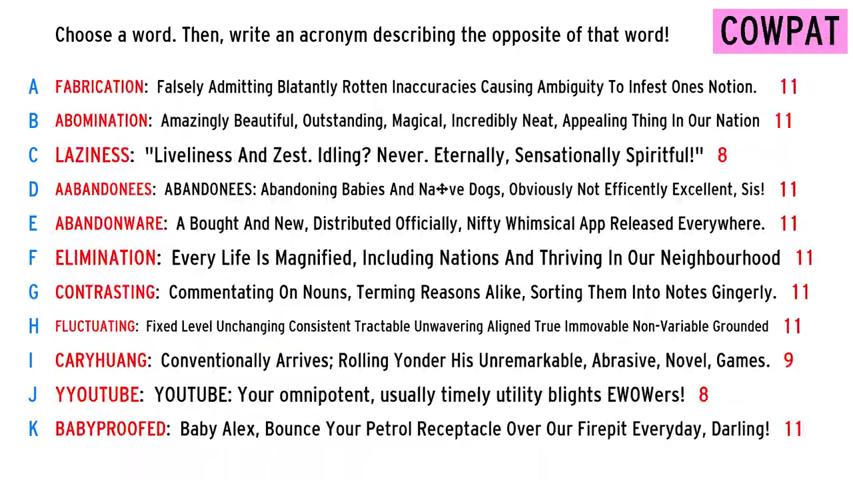 Choose a word. Then, write an acronym describing the opposite of that word!
COWPAT
A FABRICATION: Falsely Admitting Blatantly Rotten Inaccuracies Causing Ambiguity To Infest Ones Notion. 11
B ABOMINATION: Amazingly Beautiful, Outstanding, Magical, Incredibly Neat, Appealing Thing In Our Nation 11
C LAZINESS: "Liveliness And Zest. Idling? Never. Eternally, Sensationally Spiritful!" 8
D AABANDONEES: ABANDONEES: Abandoning Babies And Na✢ve Dogs, Obviously Not Efficently Excellent, Sis! 11
E ABANDONWARE: A Bought And New, Distributed Officially, Nifty Whimsical App Released Everywhere. 11
F ELIMINATION: Every Life Is Magnified, Including Nations And Thriving In Our Neighbourhood 11
G CONTRASTING: Commentating On Nouns, Terming Reasons Alike, Sorting Them Into Notes Gingerly. 11
H FLUCTUATING: Fixed Level Unchanging Consistent Tractable Unwavering Aligned True Immovable Non-Variable Grounded 11
I CARYHUANG: Conventionally Arrives; Rolling Yonder His Unremarkable, Abrasive, Novel, Games. 9
J YYOUTUBE: YOUTUBE: Your omnipotent, usually timely utility blights EWOWers! 8
K BABYPROOFED: Baby Alex, Bounce Your Petrol Receptacle Over Our Firepit Everyday, Darling! 11